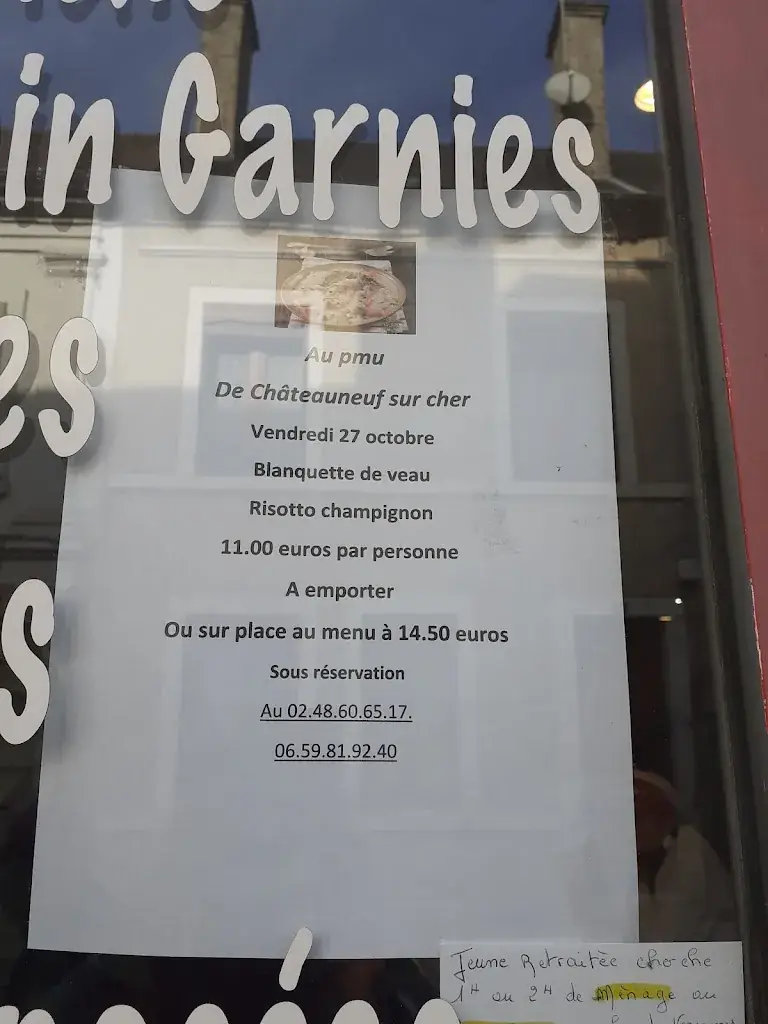 in Garnies
Au pmu
De Châteauneuf sur cher
Vendredi 27 octobre
Blanquette de veau
Risotto champignon
11.00 euros par personne
A emporter
Ou sur place au menu à 14.50 euros
Sous réservation
Au 02.48.60.65.17.
06.59.81.92.40
es
s
Jeune Retraitée cherche
1H ou 2H de Ménage ou